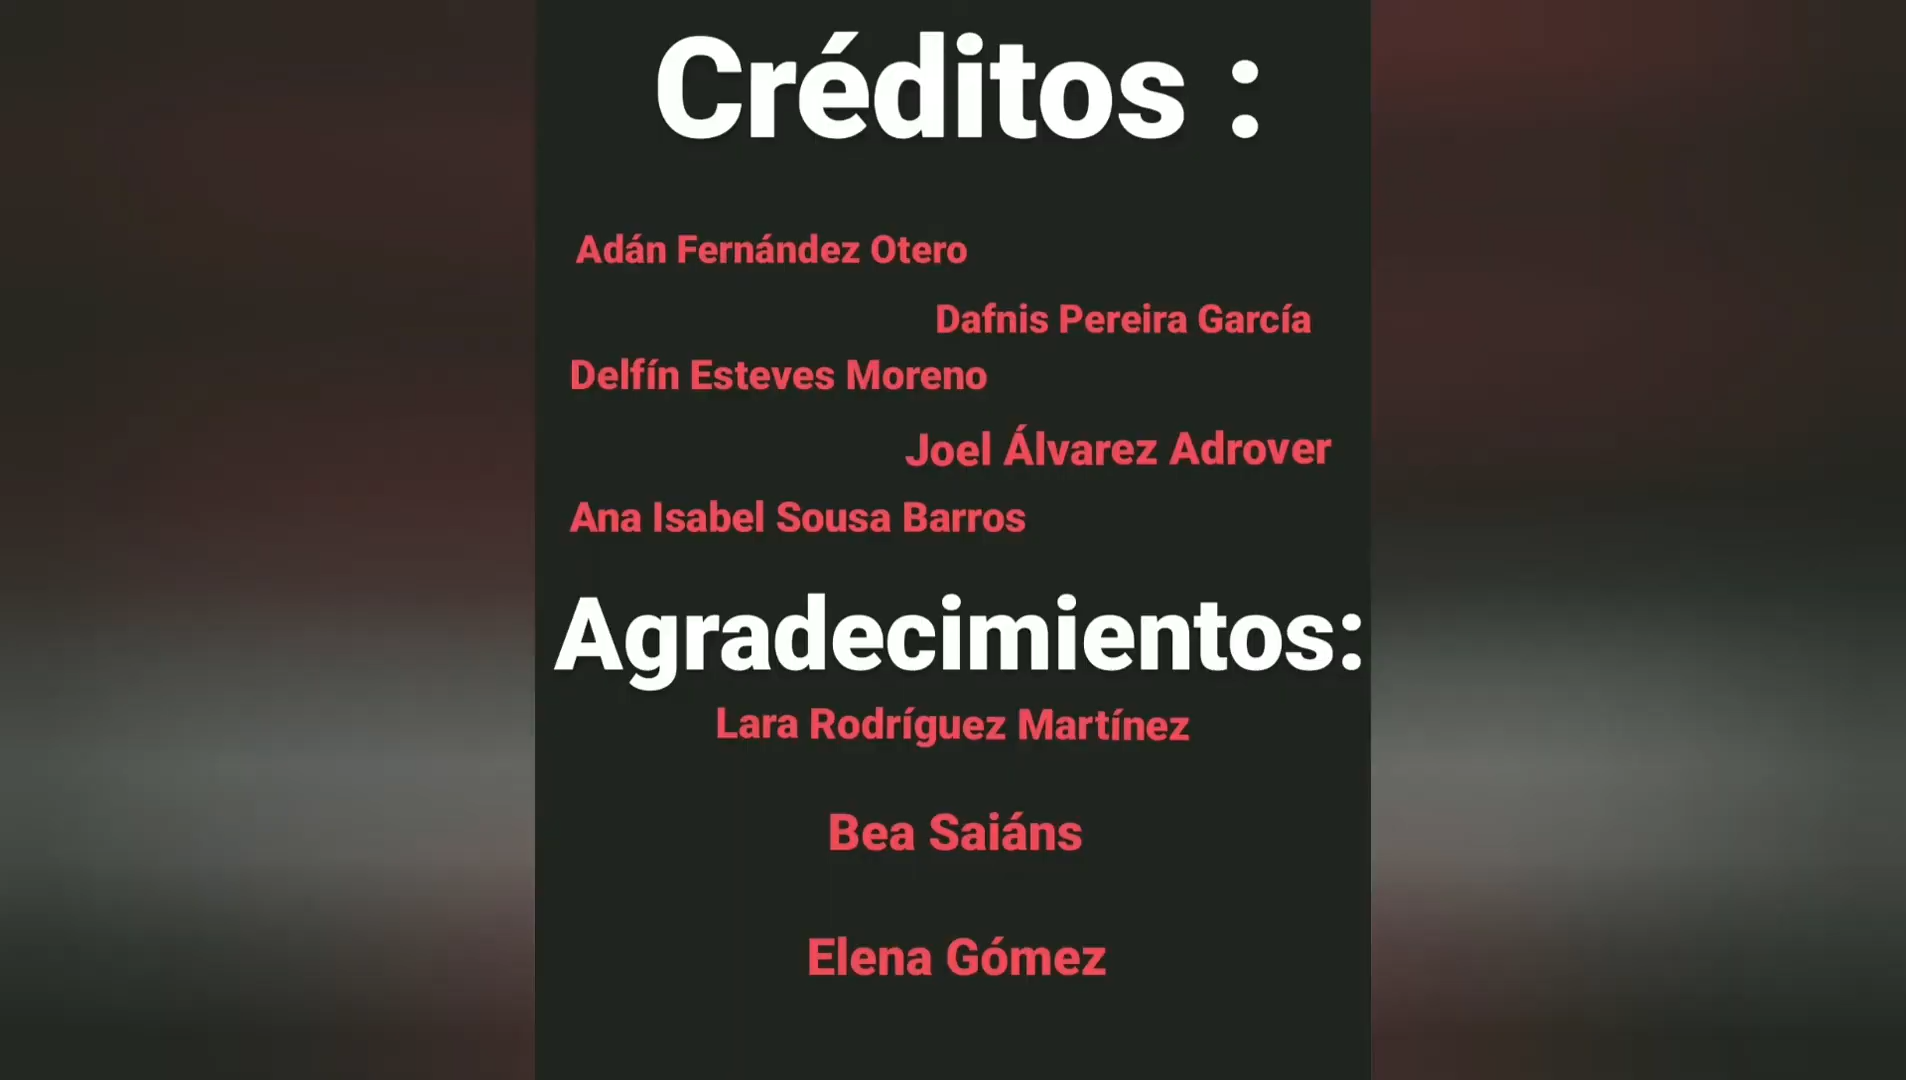 Créditos :
Adán Fernández Otero
Dafnis Pereira García
Delfín Esteves Moreno
Joel Álvarez Adrover
Ana Isabel Sousa Barros
Agradecimientos:
Lara Rodríguez Martínez
Bea Saiáns
Elena Gómez